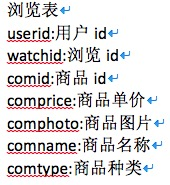 浏览表
userid:用户 id
watchid:浏览 id
comid:商品 id
comprice:商品单价
comphoto:商品图片
comname:商品名称
comtype:商品种类